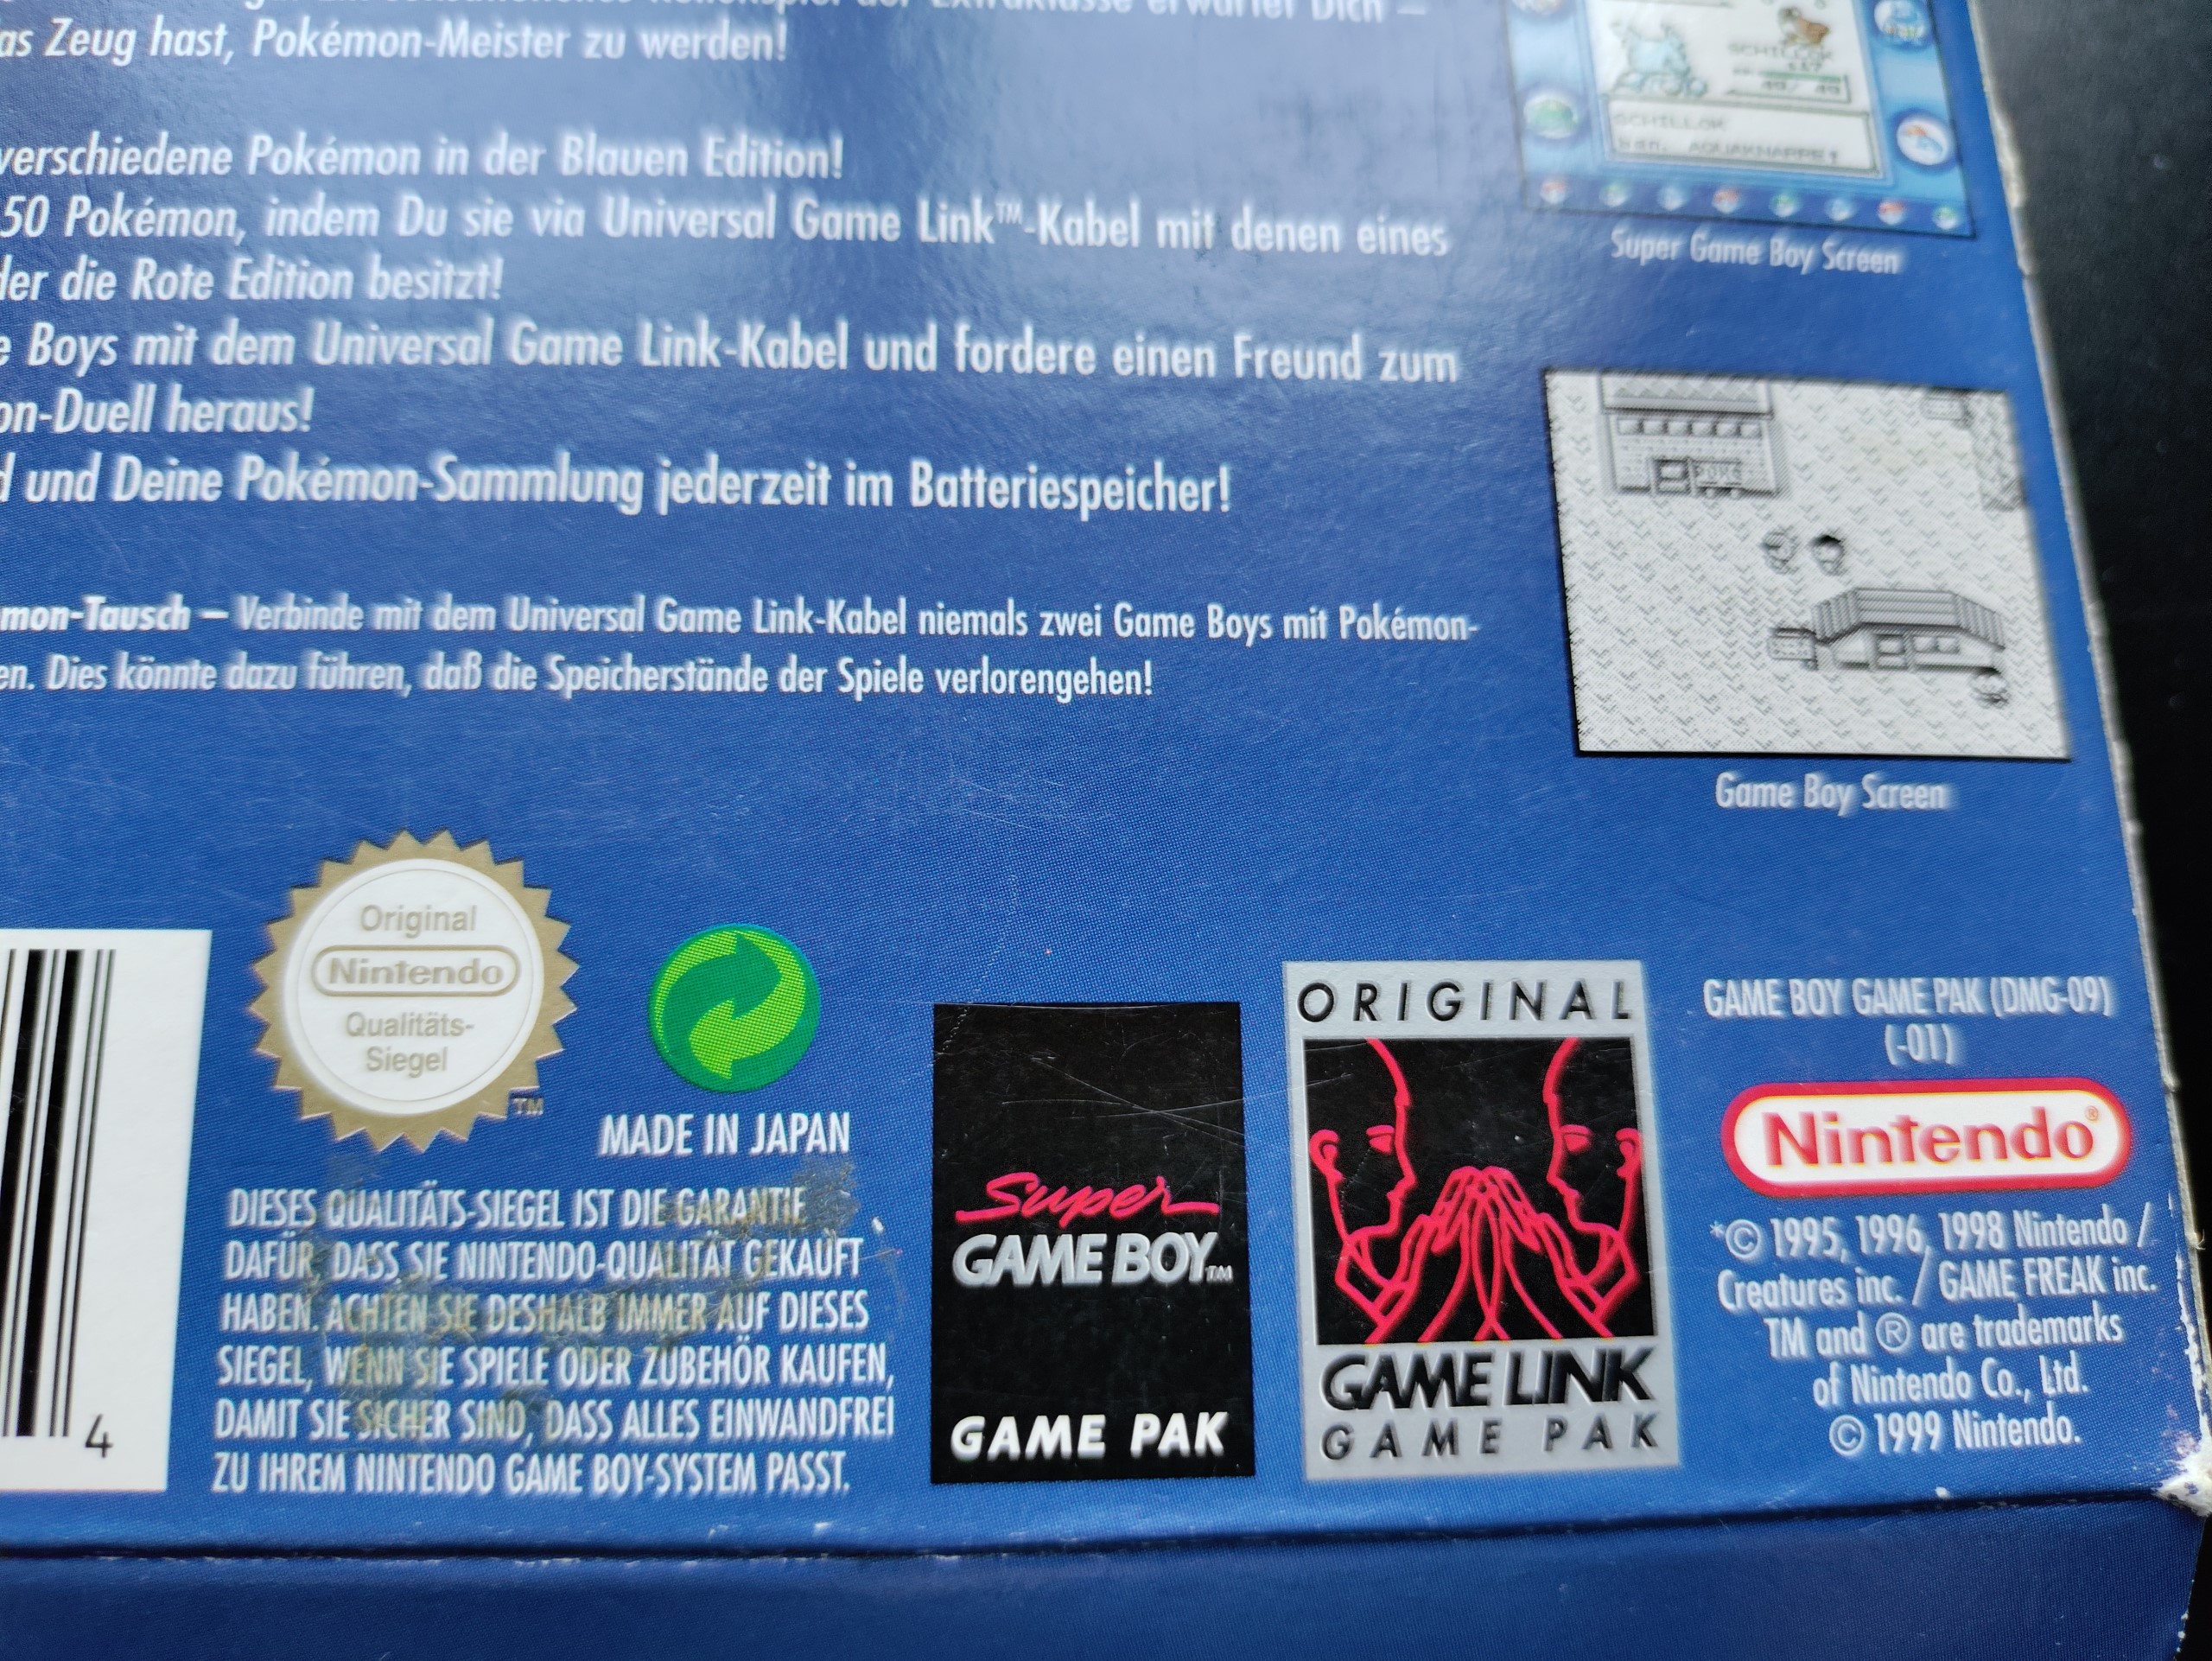 as Zeug hast, Pokémon-Meister zu werden!
verschiedene Pokémon in der Blauen Edition!
50 Pokémon, indem Du sie via Universal Game Link™-Kabel mit denen eines
der die Rote Edition besitzt!
e Boys mit dem Universal Game Link-Kabel und fordere einen Freund zum
on-Duell heraus!
d und Deine Pokémon-Sammlung jederzeit im Batteriespeicher!
mon-Tausch – Verbinde mit dem Universal Game Link-Kabel niemals zwei Game Boys mit Pokémon-
en. Dies könnte dazu führen, daß die Speicherstände der Spiele verlorengehen!
SCHILLOK
SCHILLOK
Super Game Boy Screen
POKé
Game Boy Screen
4
Original
Nintendo
Qualitäts-
Siegel
TM
MADE IN JAPAN
DIESES QUALITÄTS-SIEGEL IST DIE GARANTIE
DAFÜR, DASS SIE NINTENDO-QUALITÄT GEKAUFT
HABEN. ACHTEN SIE DESHALB IMMER AUF DIESES
SIEGEL, WENN SIE SPIELE ODER ZUBEHÖR KAUFEN,
DAMIT SIE SICHER SIND, DASS ALLES EINWANDFREI
ZU IHREM NINTENDO GAME BOY-SYSTEM PASST.
Super
GAME BOY™
GAME PAK
ORIGINAL
GAME LINK
GAME PAK
GAME BOY GAME PAK (DMG-09)
(-01)
Nintendo®
*© 1995, 1996, 1998 Nintendo /
Creatures inc. / GAME FREAK inc.
TM and ® are trademarks
of Nintendo Co., Ltd.
© 1999 Nintendo.